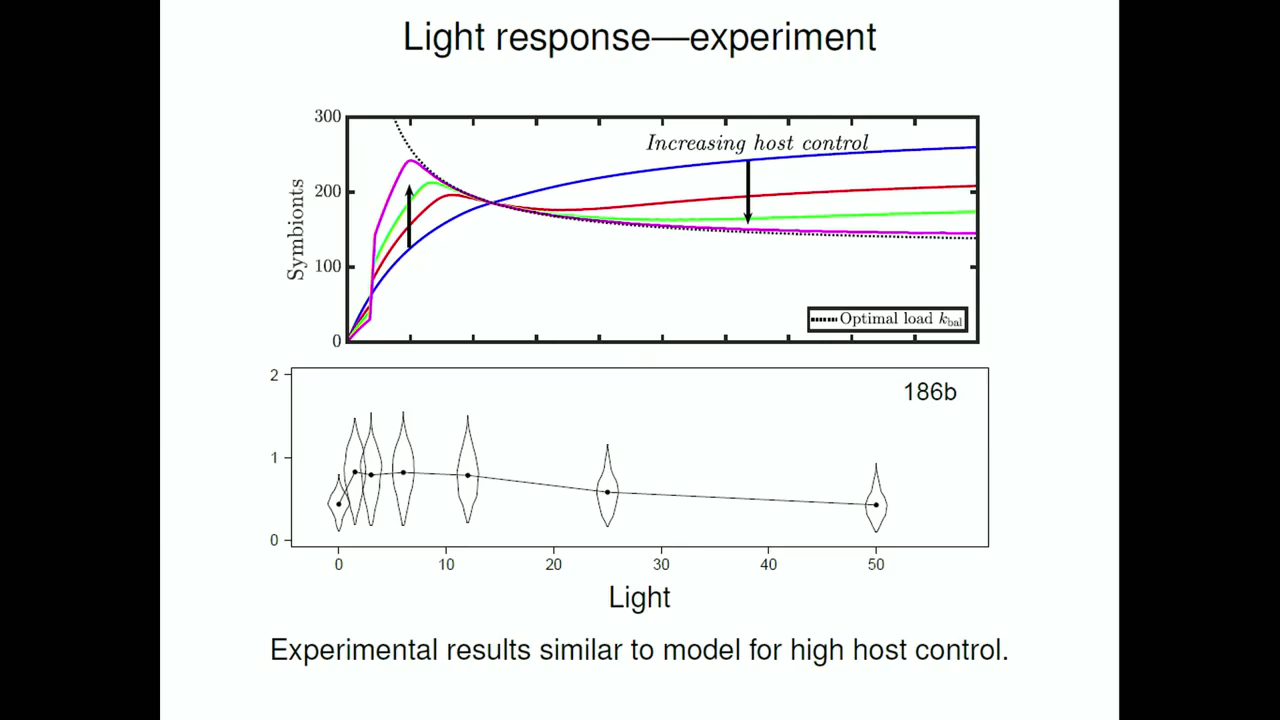 Light response—experiment
300
200
100
0
Symbionts
Increasing host control
Optimal load k_bal
2
1
0
186b
0 10 20 30 40 50
Light
Experimental results similar to model for high host control.